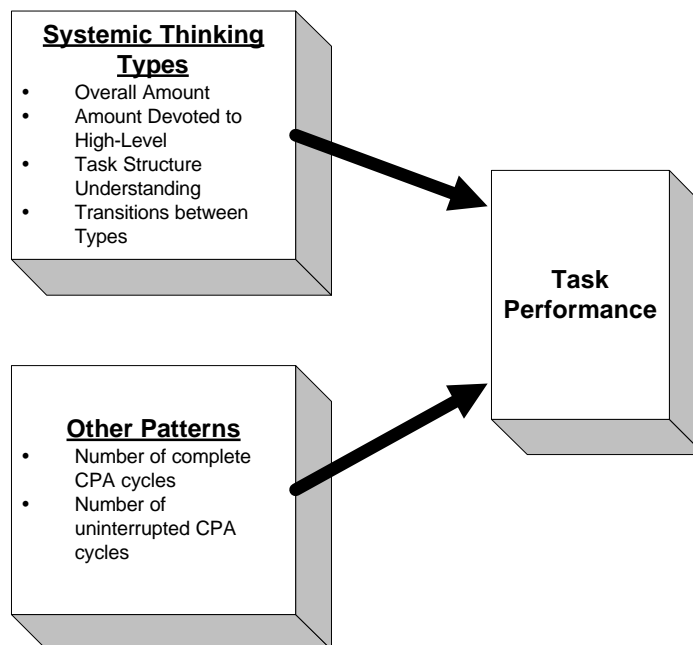 Systemic Thinking
Types
• Overall Amount
• Amount Devoted to
High-Level
• Task Structure
Understanding
• Transitions between
Types
Task
Performance
Other Patterns
• Number of complete
CPA cycles
• Number of
uninterrupted CPA
cycles